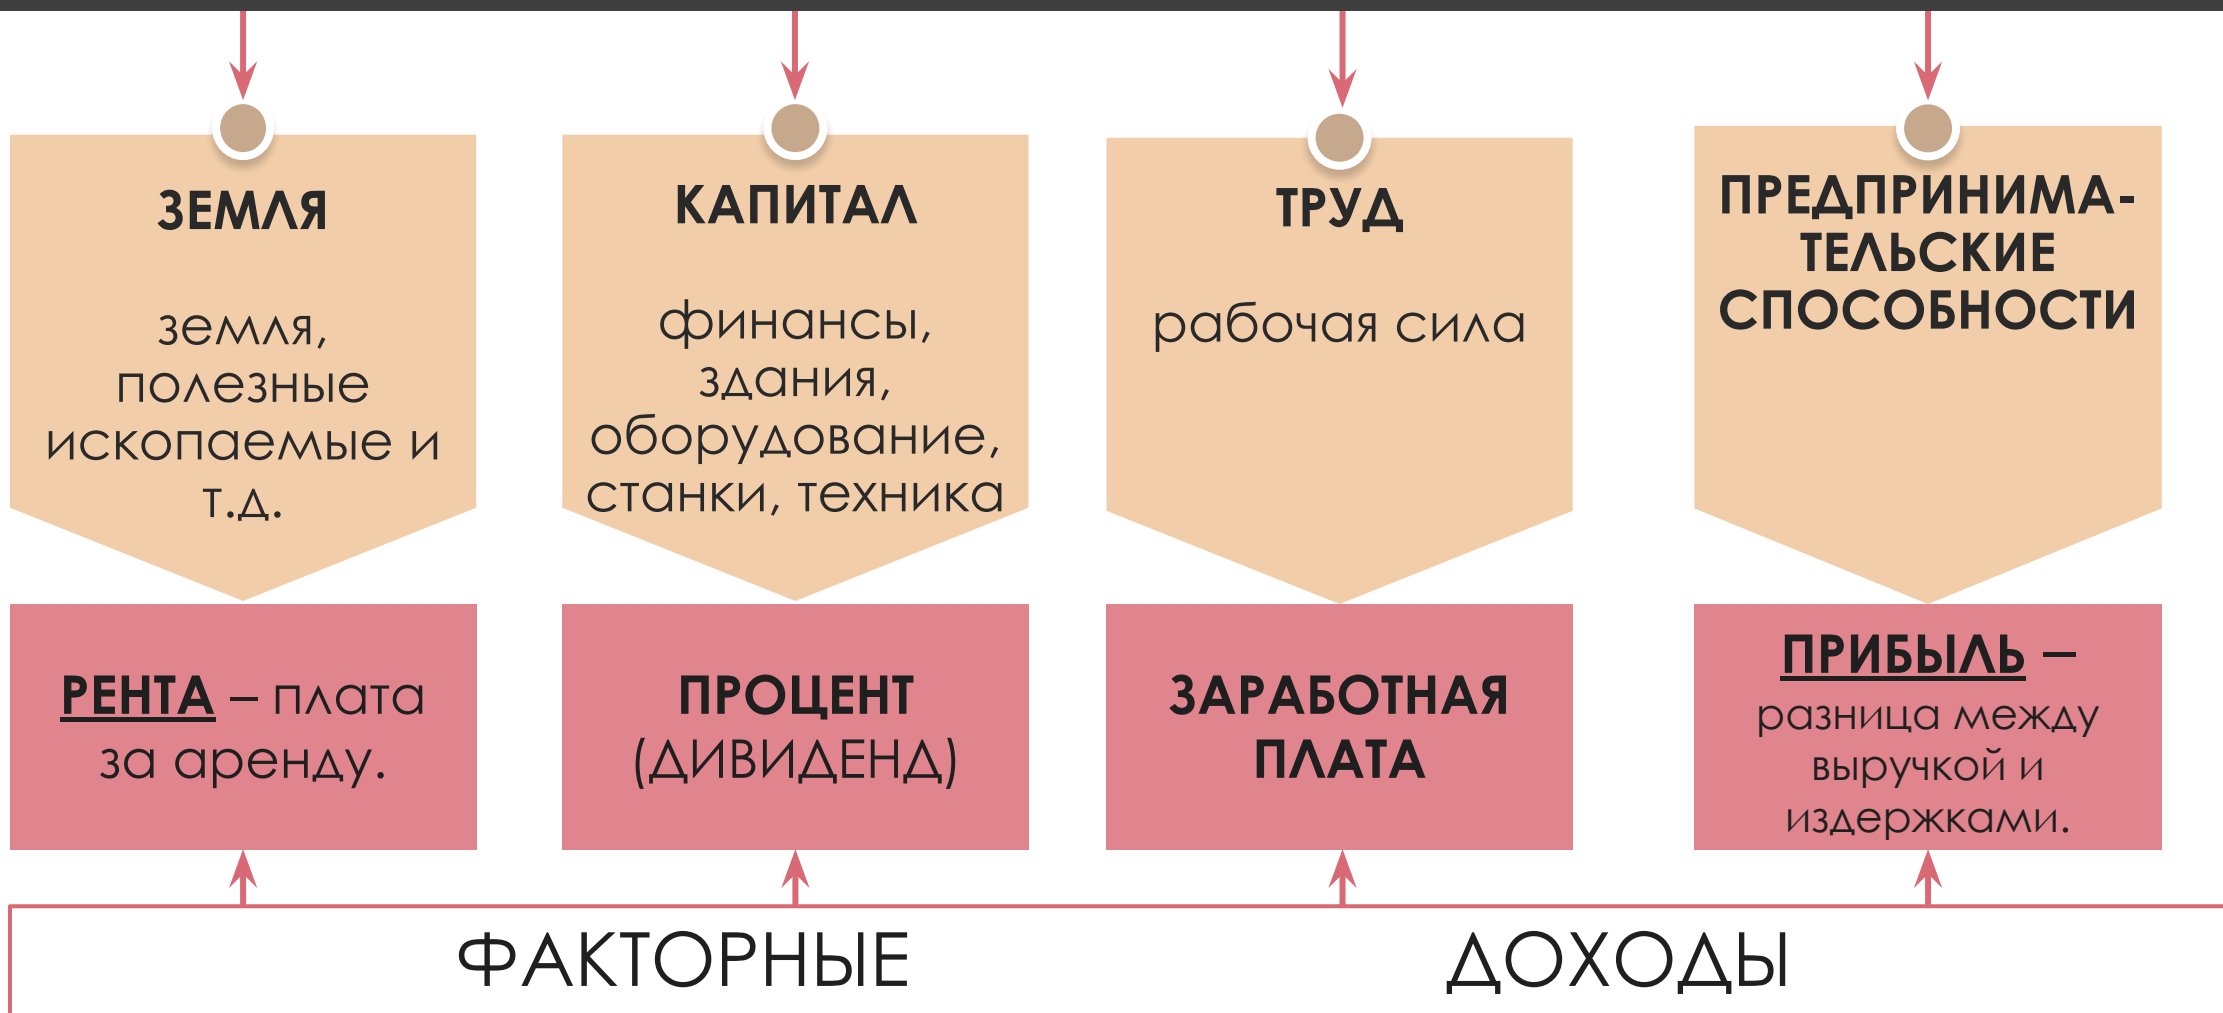 ЗЕМЛЯ
земля,
полезные
ископаемые и
т.д.
КАПИТАЛ
финансы,
здания,
оборудование,
станки, техника
ТРУД
рабочая сила
ПРЕДПРИНИМА-
ТЕЛЬСКИЕ
СПОСОБНОСТИ
РЕНТА – плата
за аренду.
ПРОЦЕНТ
(ДИВИДЕНД)
ЗАРАБОТНАЯ
ПЛАТА
ПРИБЫЛЬ –
разница между
выручкой и
издержками.
ФАКТОРНЫЕ ДОХОДЫ